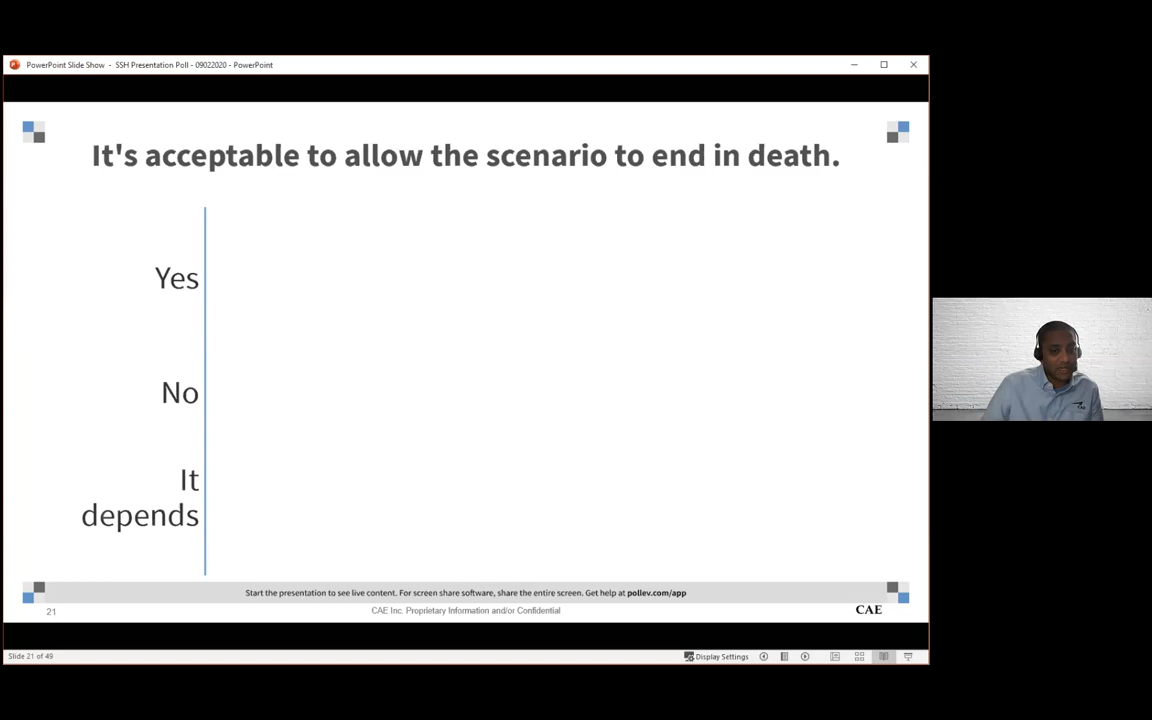 PowerPoint Slide Show - SSH Presentation Poll - 09022020 - PowerPoint
It's acceptable to allow the scenario to end in death.
Yes
No
It
depends
Start the presentation to see live content. For screen share software, share the entire screen. Get help at pollev.com/app
21
CAE Inc. Proprietary Information and/or Confidential
CAE
Slide 21 of 49
Display Settings